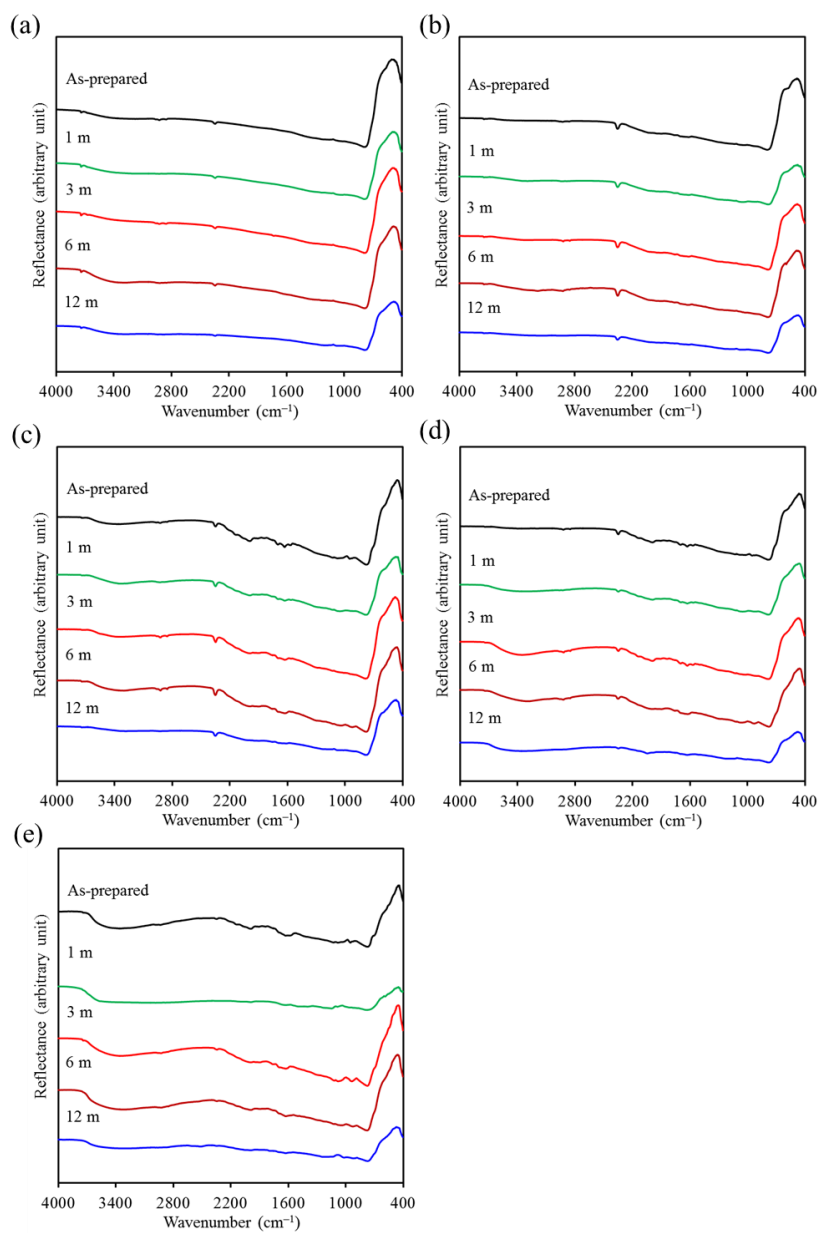 (a)
Reflectance (arbitrary unit)
As-prepared
1 m
3 m
6 m
12 m
4000 3400 2800 2200 1600 1000 400
Wavenumber (cm⁻¹)
(b)
Reflectance (arbitrary unit)
As-prepared
1 m
3 m
6 m
12 m
4000 3400 2800 2200 1600 1000 400
Wavenumber (cm⁻¹)
(c)
Reflectance (arbitrary unit)
As-prepared
1 m
3 m
6 m
12 m
4000 3400 2800 2200 1600 1000 400
Wavenumber (cm⁻¹)
(d)
Reflectance (arbitrary unit)
As-prepared
1 m
3 m
6 m
12 m
4000 3400 2800 2200 1600 1000 400
Wavenumber (cm⁻¹)
(e)
Reflectance (arbitrary unit)
As-prepared
1 m
3 m
6 m
12 m
4000 3400 2800 2200 1600 1000 400
Wavenumber (cm⁻¹)